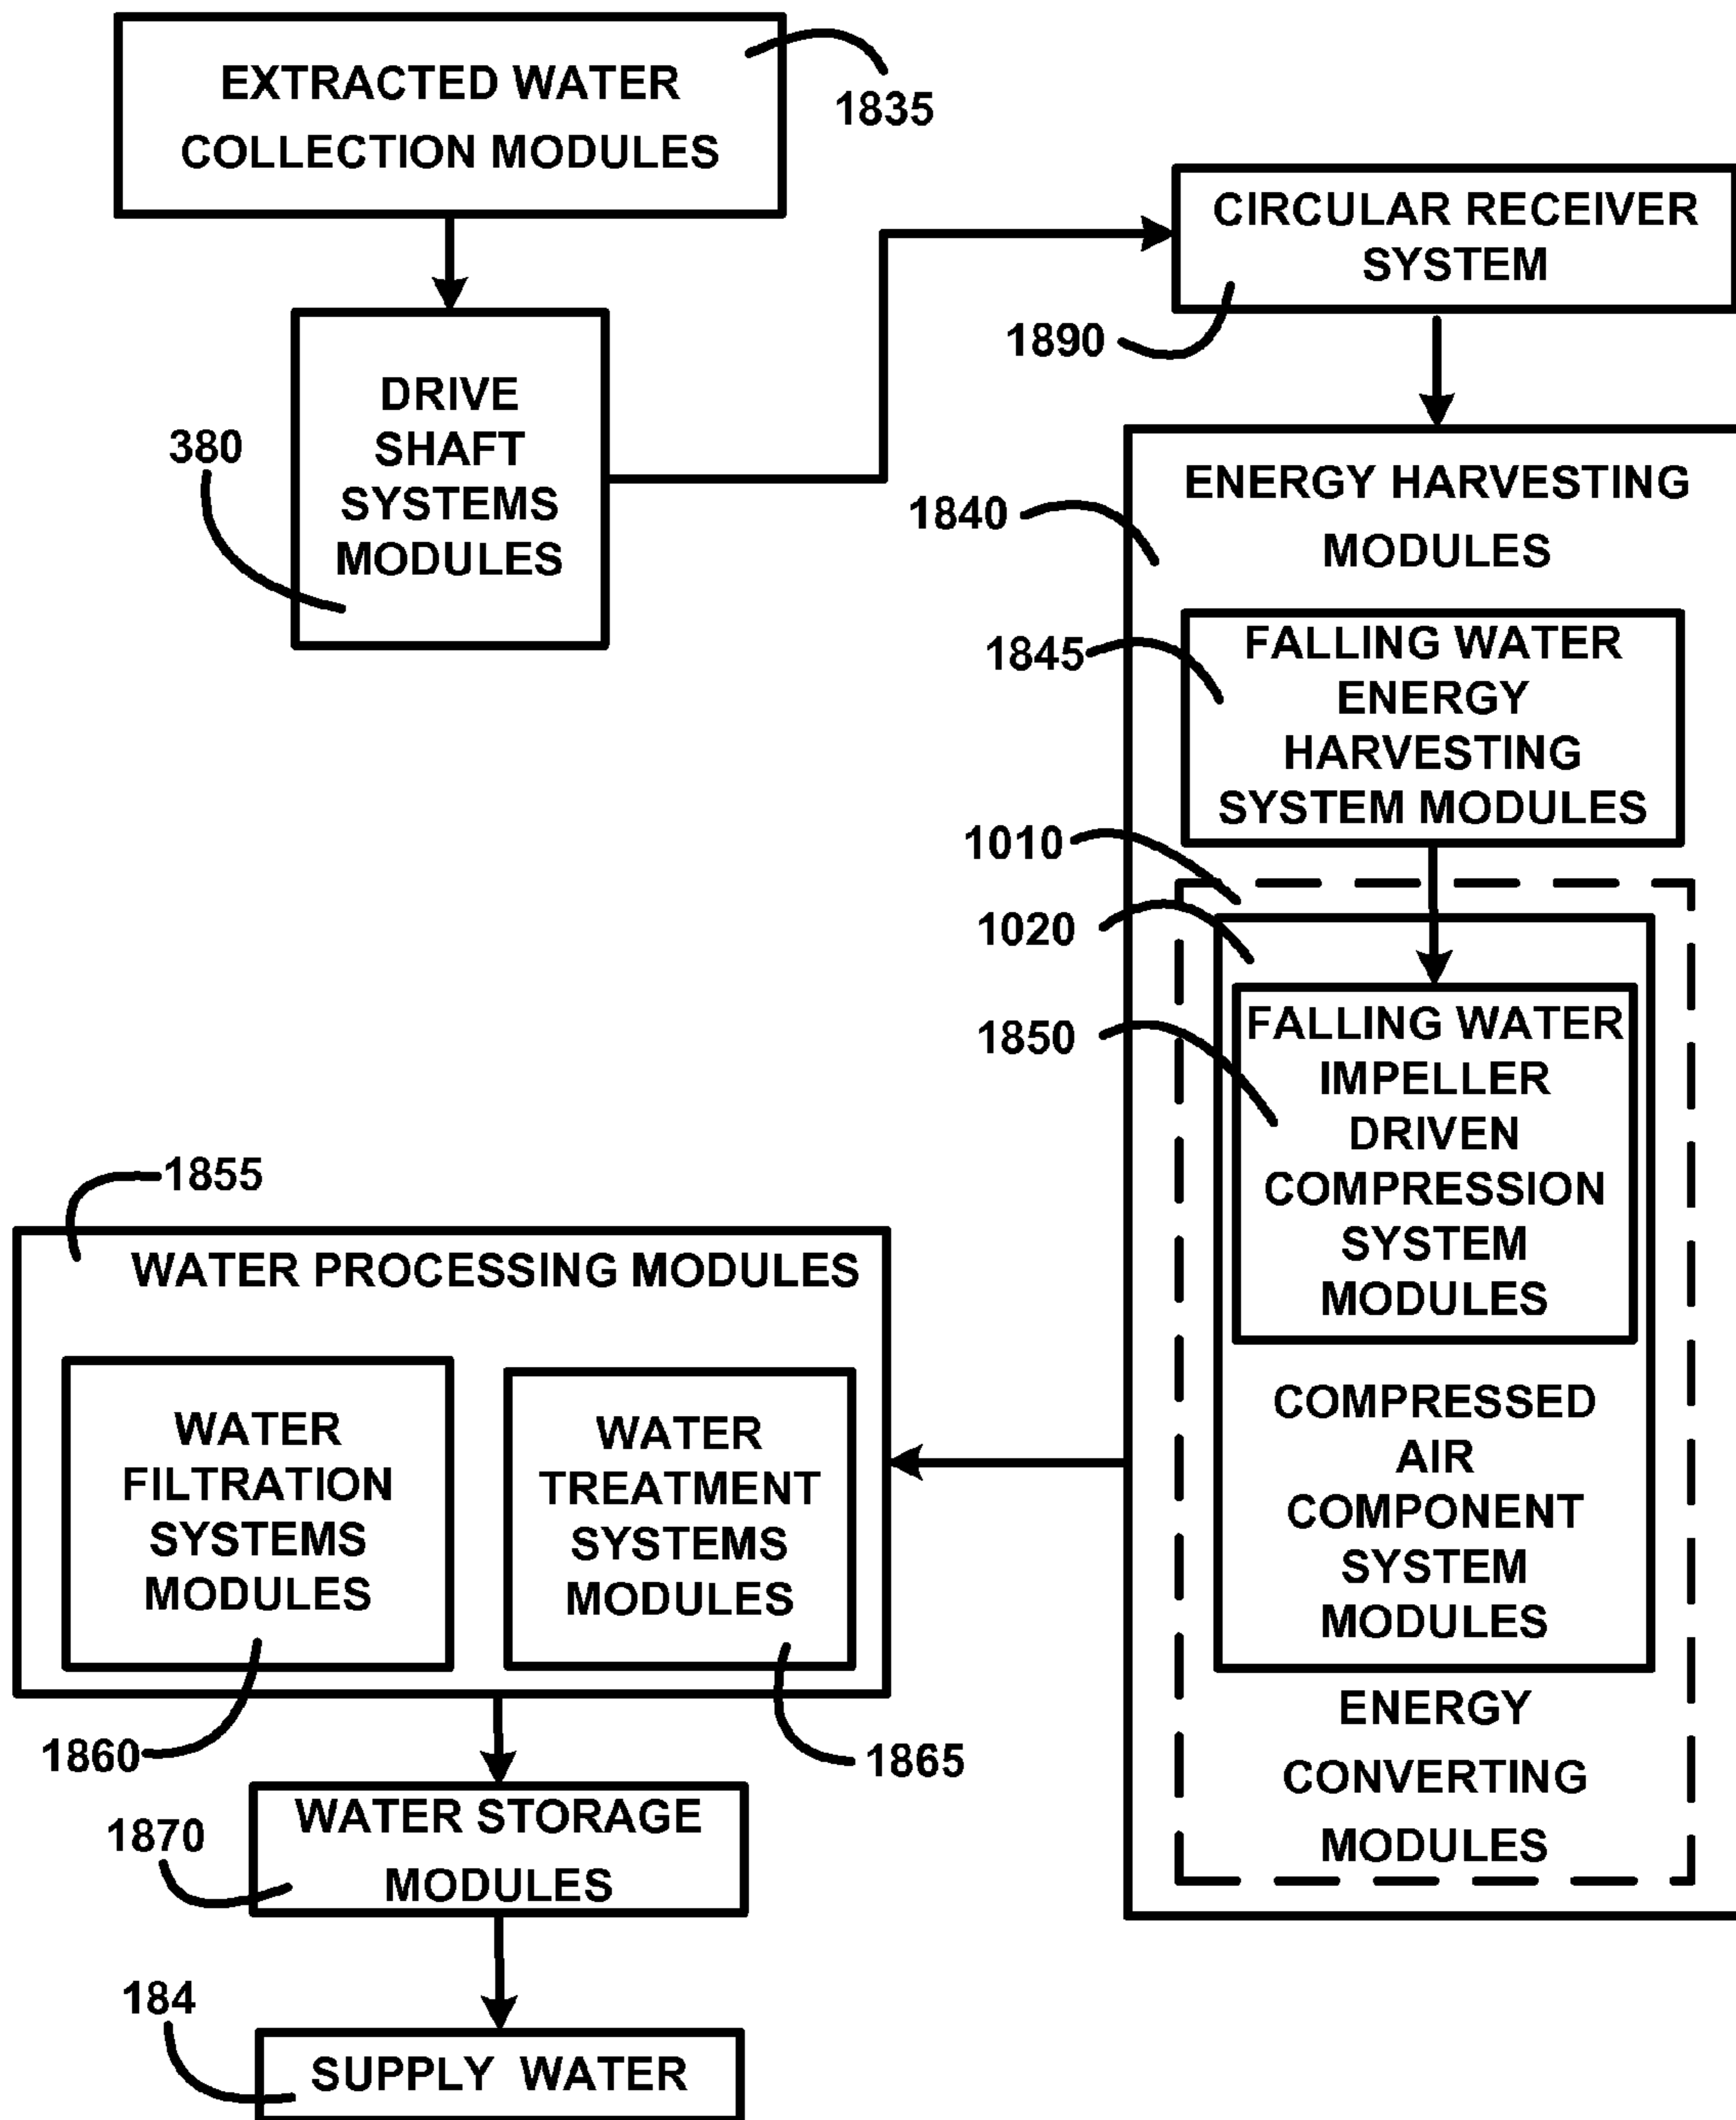 EXTRACTED WATER
COLLECTION MODULES
1835
DRIVE
SHAFT
SYSTEMS
MODULES
380
CIRCULAR RECEIVER
SYSTEM
1890
ENERGY HARVESTING
MODULES
1840
FALLING WATER
ENERGY
HARVESTING
SYSTEM MODULES
1845
1010
1020
FALLING WATER
IMPELLER
DRIVEN
COMPRESSION
SYSTEM
MODULES
1850
COMPRESSED
AIR
COMPONENT
SYSTEM
MODULES
ENERGY
CONVERTING
MODULES
1855
WATER PROCESSING MODULES
WATER
FILTRATION
SYSTEMS
MODULES
1860
WATER
TREATMENT
SYSTEMS
MODULES
1865
WATER STORAGE
MODULES
1870
184
SUPPLY WATER